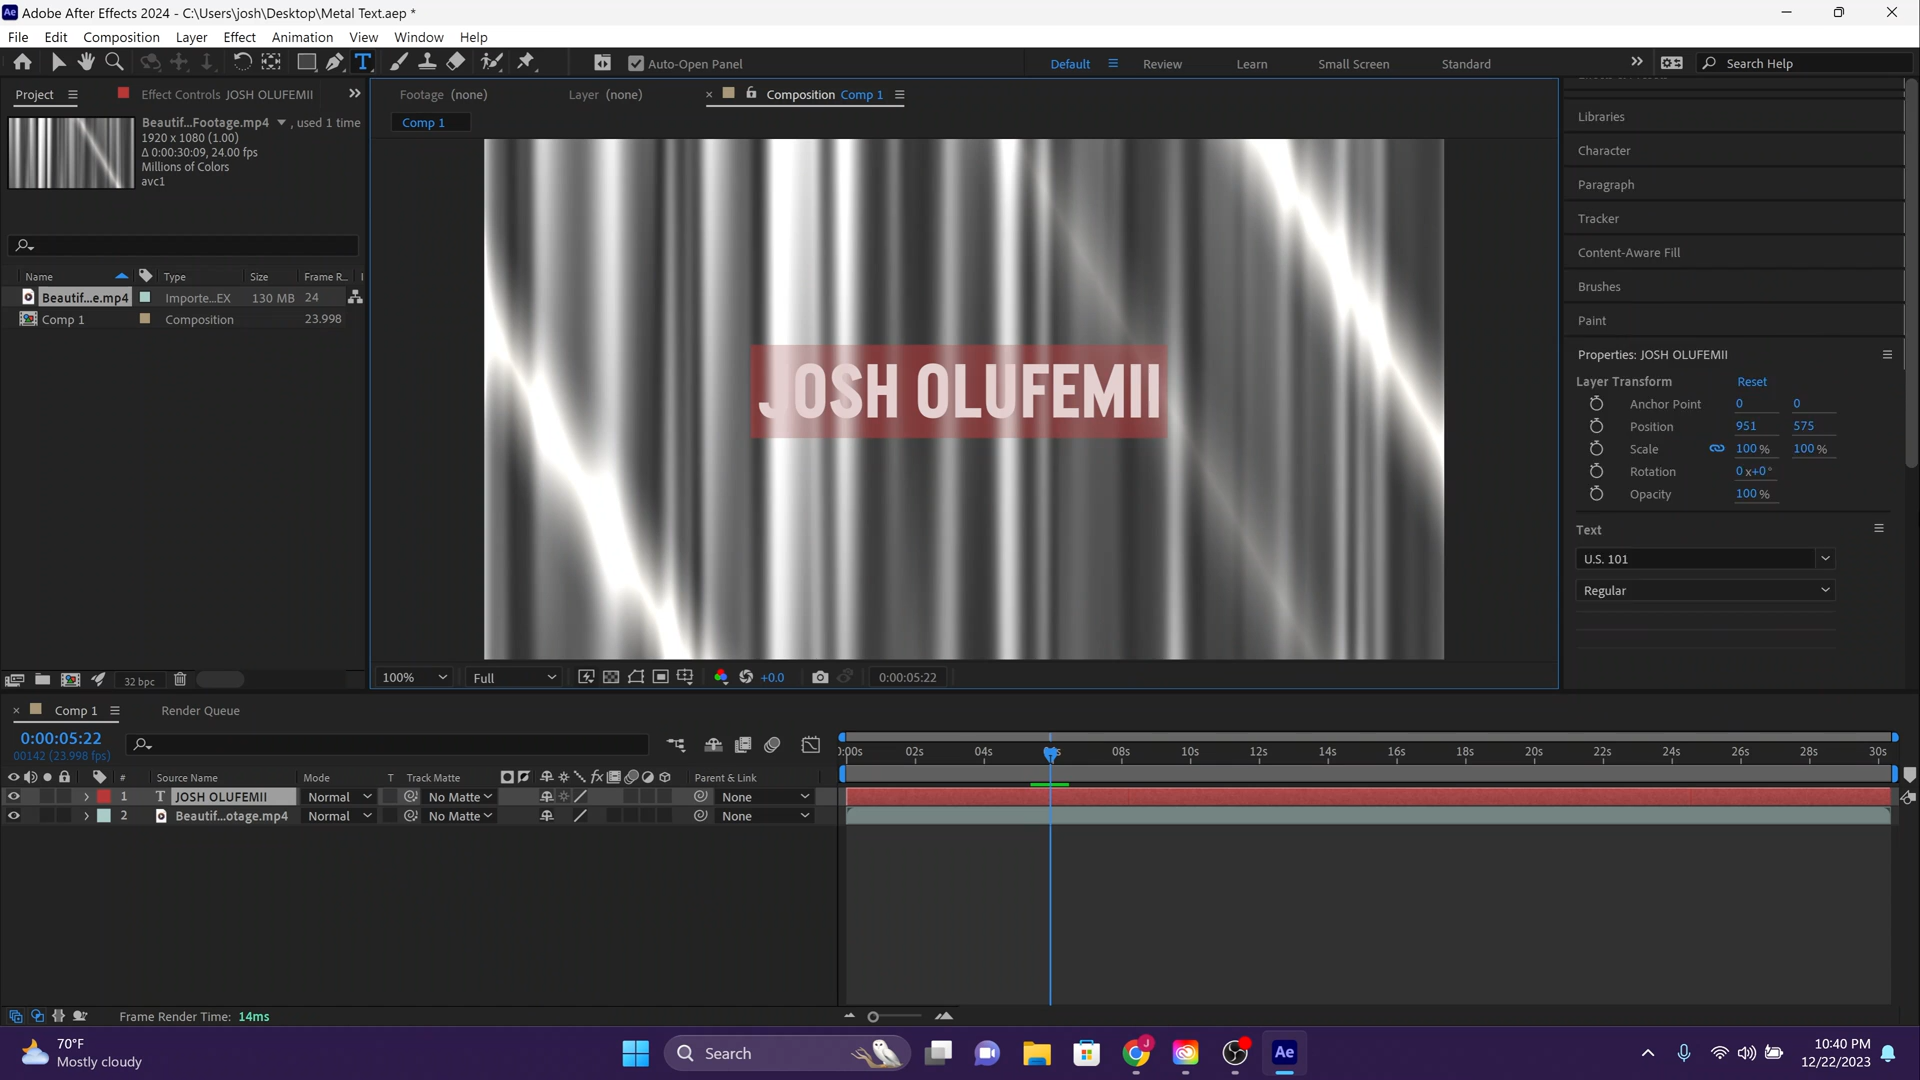 Ae Adobe After Effects 2024 - C:\Users\josh\Desktop\Metal Text.aep *
File Edit Composition Layer Effect Animation View Window Help
T Auto-Open Panel Default Review Learn Small Screen Standard Search Help
Project Effect Controls JOSH OLUFEMII
Footage (none) Layer (none) Composition Comp 1
Comp 1
Beautif...Footage.mp4 , used 1 time
1920 x 1080 (1.00)
Δ 0:00:30:09, 24.00 fps
Millions of Colors
avc1
Name Type Size Frame R...
Beautif...e.mp4 Importe...EX 130 MB 24
Comp 1 Composition 23.998
32 bpc
JOSH OLUFEMII
100% Full +0.0 0:00:05:22
Libraries
Character
Paragraph
Tracker
Content-Aware Fill
Brushes
Paint
Properties: JOSH OLUFEMII
Layer Transform Reset
Anchor Point 0 0
Position 951 575
Scale 100 % 100 %
Rotation 0 x+0 °
Opacity 100 %
Text
U.S. 101
Regular
Comp 1 Render Queue
0:00:05:22
00142 (23.998 fps)
:00s 02s 04s 08s 10s 12s 14s 16s 18s 20s 22s 24s 26s 28s 30s
# Source Name Mode T Track Matte fx Parent & Link
1 T JOSH OLUFEMII Normal No Matte None
2 Beautif...otage.mp4 Normal No Matte None
Frame Render Time: 14ms
70°F
Mostly cloudy
Search
J
Ae
10:40 PM
12/22/2023